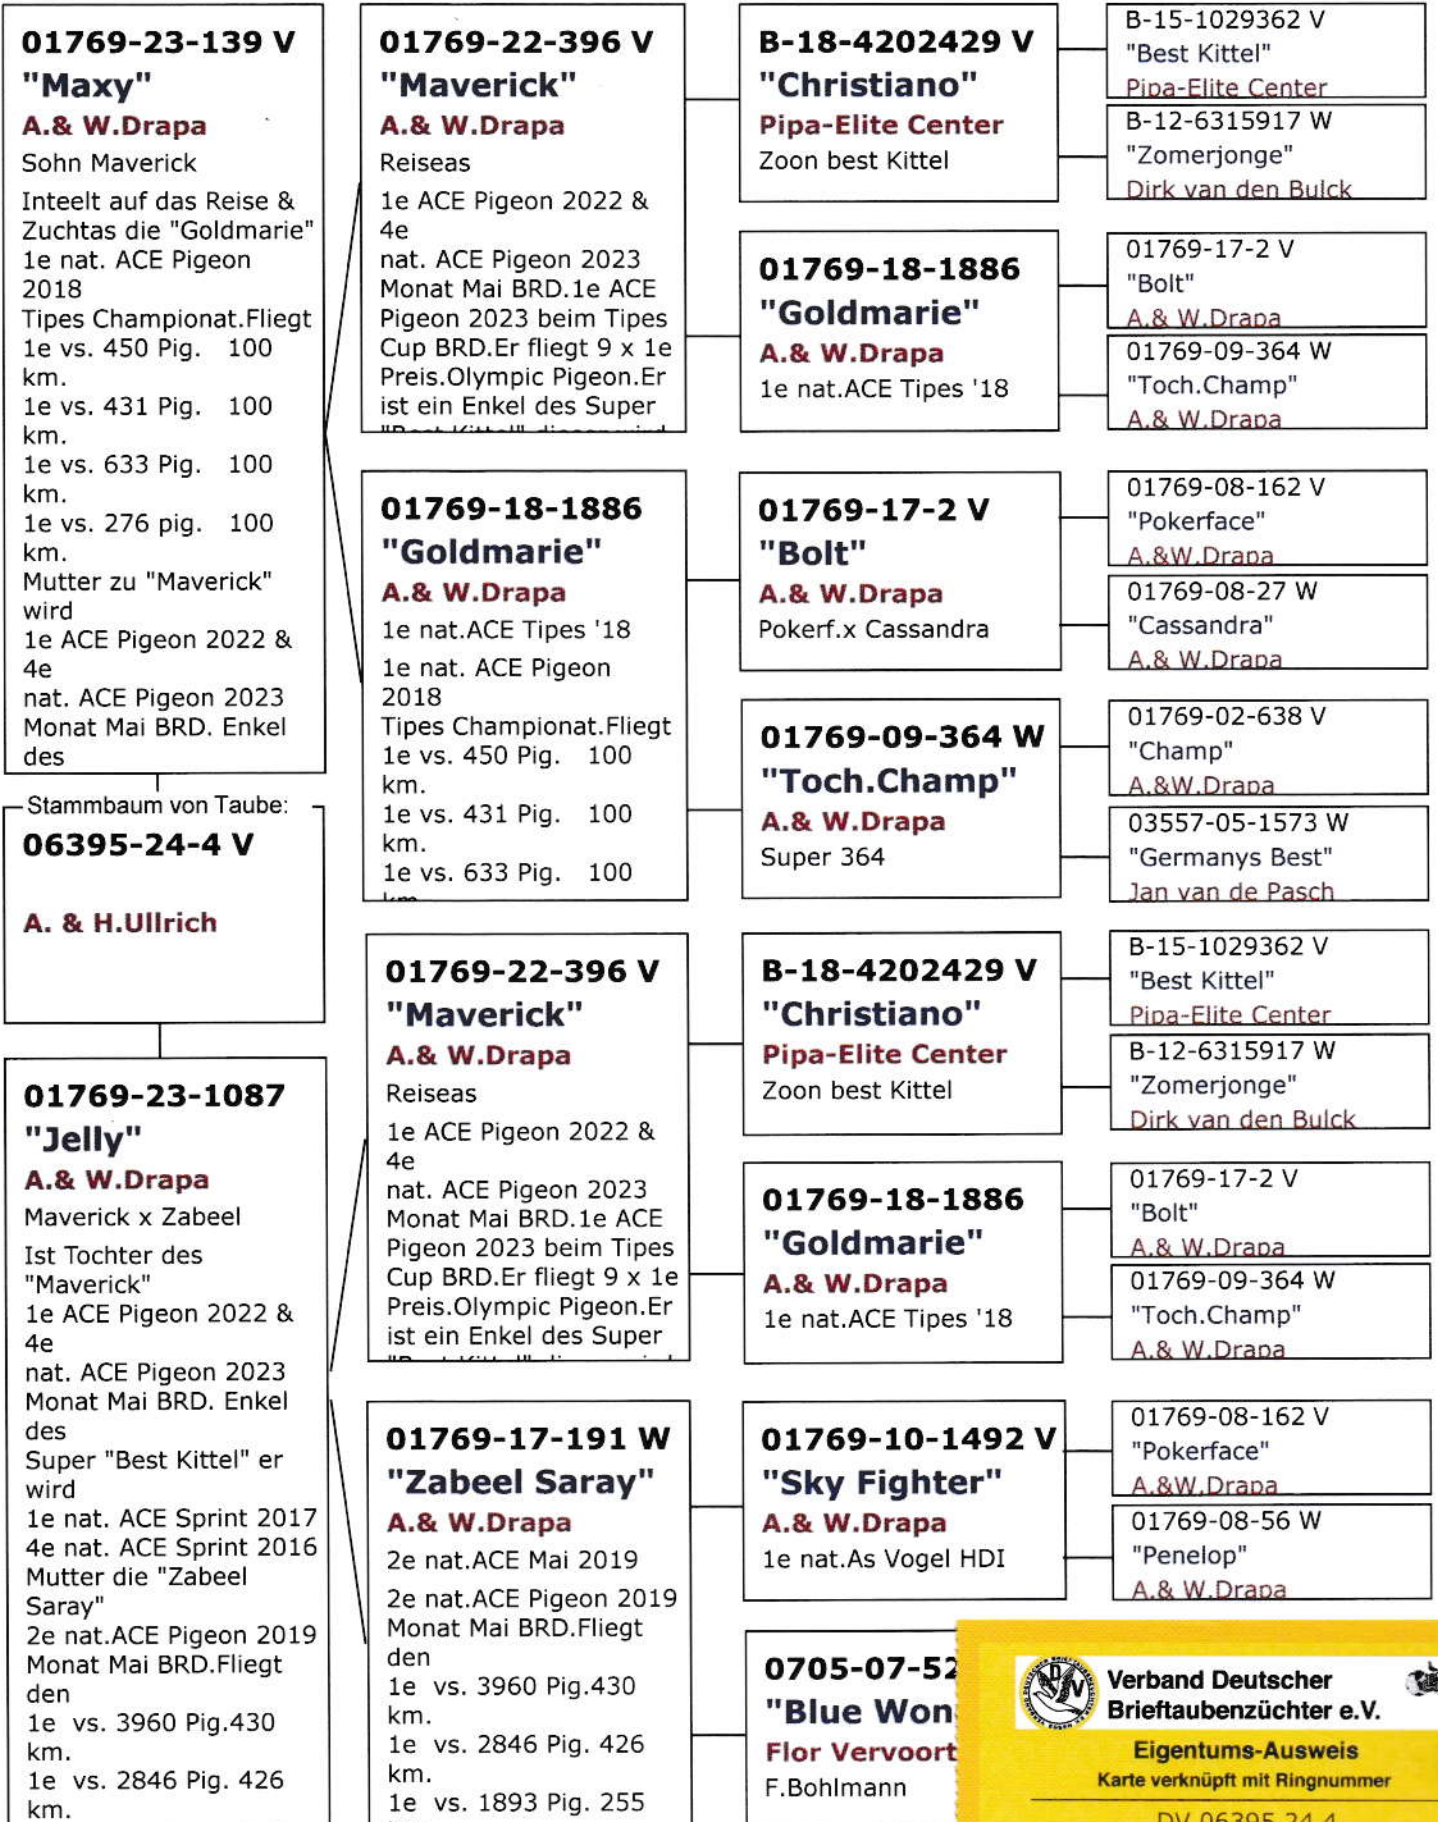 01769-23-139 V
"Maxy"
A.& W.Drapa
Sohn Maverick
Inteelt auf das Reise &
Zuchtas die "Goldmarie"
1e nat. ACE Pigeon
2018
Tipes Championat.Fliegt
1e vs. 450 Pig. 100
km.
1e vs. 431 Pig. 100
km.
1e vs. 633 Pig. 100
km.
1e vs. 276 pig. 100
km.
Mutter zu "Maverick"
wird
1e ACE Pigeon 2022 &
4e
nat. ACE Pigeon 2023
Monat Mai BRD. Enkel
des
Stammbaum von Taube:
06395-24-4 V
A. & H.Ullrich
01769-23-1087
"Jelly"
A.& W.Drapa
Maverick x Zabeel
Ist Tochter des
"Maverick"
1e ACE Pigeon 2022 &
4e
nat. ACE Pigeon 2023
Monat Mai BRD. Enkel
des
Super "Best Kittel" er
wird
1e nat. ACE Sprint 2017
4e nat. ACE Sprint 2016
Mutter die "Zabeel
Saray"
2e nat.ACE Pigeon 2019
Monat Mai BRD.Fliegt
den
1e vs. 3960 Pig.430
km.
1e vs. 2846 Pig. 426
km.
01769-22-396 V
"Maverick"
A.& W.Drapa
Reiseas
1e ACE Pigeon 2022 &
4e
nat. ACE Pigeon 2023
Monat Mai BRD.1e ACE
Pigeon 2023 beim Tipes
Cup BRD.Er fliegt 9 x 1e
Preis.Olympic Pigeon.Er
ist ein Enkel des Super
"Best Kittel" dieser wird
01769-18-1886
"Goldmarie"
A.& W.Drapa
1e nat.ACE Tipes '18
1e nat. ACE Pigeon
2018
Tipes Championat.Fliegt
1e vs. 450 Pig. 100
km.
1e vs. 431 Pig. 100
km.
1e vs. 633 Pig. 100
km
01769-22-396 V
"Maverick"
A.& W.Drapa
Reiseas
1e ACE Pigeon 2022 &
4e
nat. ACE Pigeon 2023
Monat Mai BRD.1e ACE
Pigeon 2023 beim Tipes
Cup BRD.Er fliegt 9 x 1e
Preis.Olympic Pigeon.Er
ist ein Enkel des Super
01769-17-191 W
"Zabeel Saray"
A.& W.Drapa
2e nat.ACE Mai 2019
2e nat.ACE Pigeon 2019
Monat Mai BRD.Fliegt
den
1e vs. 3960 Pig.430
km.
1e vs. 2846 Pig. 426
km.
1e vs. 1893 Pig. 255
B-18-4202429 V
"Christiano"
Pipa-Elite Center
Zoon best Kittel
01769-18-1886
"Goldmarie"
A.& W.Drapa
1e nat.ACE Tipes '18
01769-17-2 V
"Bolt"
A.& W.Drapa
Pokerf.x Cassandra
01769-09-364 W
"Toch.Champ"
A.& W.Drapa
Super 364
B-18-4202429 V
"Christiano"
Pipa-Elite Center
Zoon best Kittel
01769-18-1886
"Goldmarie"
A.& W.Drapa
1e nat.ACE Tipes '18
01769-10-1492 V
"Sky Fighter"
A.& W.Drapa
1e nat.As Vogel HDI
0705-07-52
"Blue Won
Flor Vervoort
F.Bohlmann
B-15-1029362 V
"Best Kittel"
Pipa-Elite Center
B-12-6315917 W
"Zomerjonge"
Dirk van den Bulck
01769-17-2 V
"Bolt"
A.& W.Drapa
01769-09-364 W
"Toch.Champ"
A.& W.Drapa
01769-08-162 V
"Pokerface"
A.&W.Drapa
01769-08-27 W
"Cassandra"
A.& W.Drapa
01769-02-638 V
"Champ"
A.&W.Drapa
03557-05-1573 W
"Germanys Best"
Jan van de Pasch
B-15-1029362 V
"Best Kittel"
Pipa-Elite Center
B-12-6315917 W
"Zomerjonge"
Dirk van den Bulck
01769-17-2 V
"Bolt"
A.& W.Drapa
01769-09-364 W
"Toch.Champ"
A.& W.Drapa
01769-08-162 V
"Pokerface"
A.&W.Drapa
01769-08-56 W
"Penelop"
A.& W.Drapa
Verband Deutscher
Brieftaubenzüchter e.V.
Eigentums-Ausweis
Karte verknüpft mit Ringnummer
DV 06395 24 4